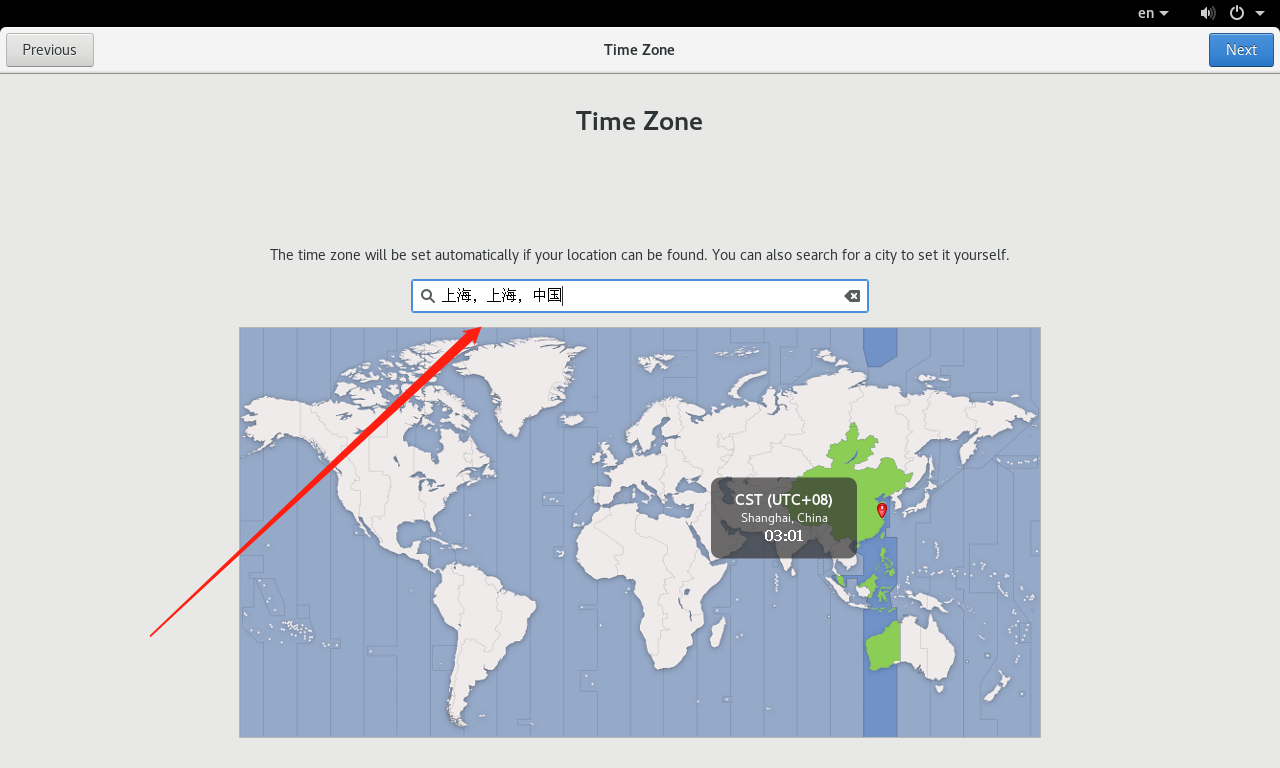 en
Previous
Time Zone
Next
Time Zone
The time zone will be set automatically if your location can be found. You can also search for a city to set it yourself.
上海，上海，中国
CST (UTC+08)
Shanghai, China
03:01